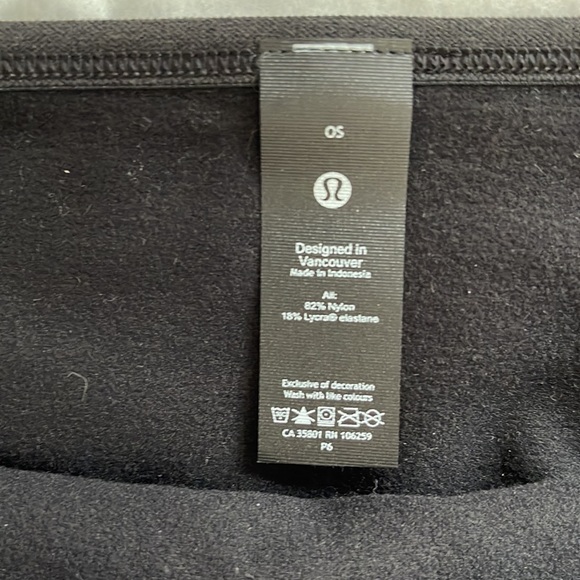 OS
Designed in
Vancouver
Made in Indonesia
All:
82% Nylon
18% Lycra® elastane
Exclusive of decoration
Wash with like colours
CA 35801 RN 106259
P6